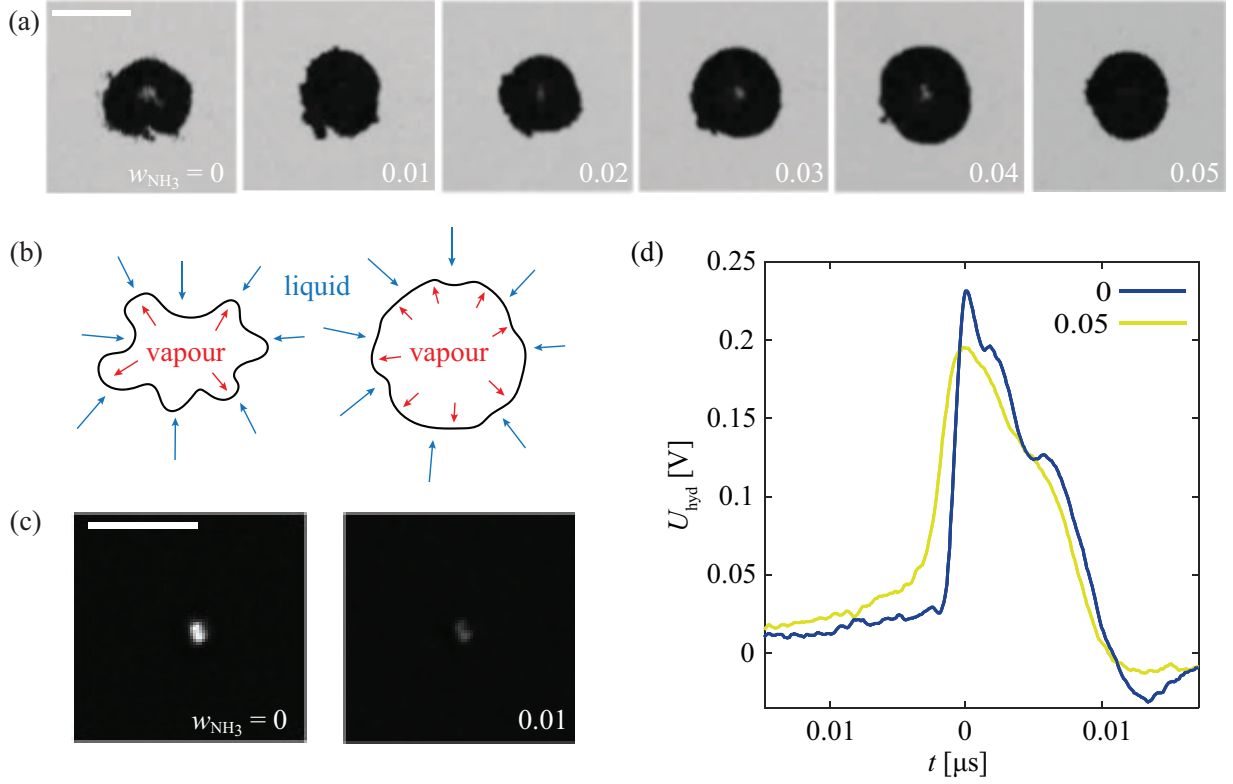 (a)
w_NH3 = 0
0.01
0.02
0.03
0.04
0.05
(b)
liquid
vapour
vapour
(c)
w_NH3 = 0
0.01
(d)
0.25
0.2
0.15
0.1
0.05
0
U_hyd [V]
0
0.05
0.01
0
0.01
t [μs]